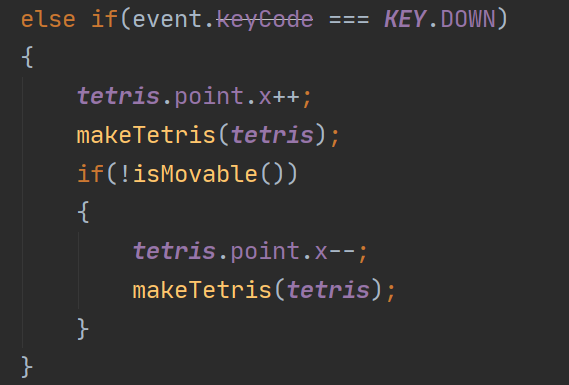 else if(event.keyCode === KEY.DOWN)
{
    tetris.point.x++;
    makeTetris(tetris);
    if(!isMovable())
    {
        tetris.point.x--;
        makeTetris(tetris);
    }
}